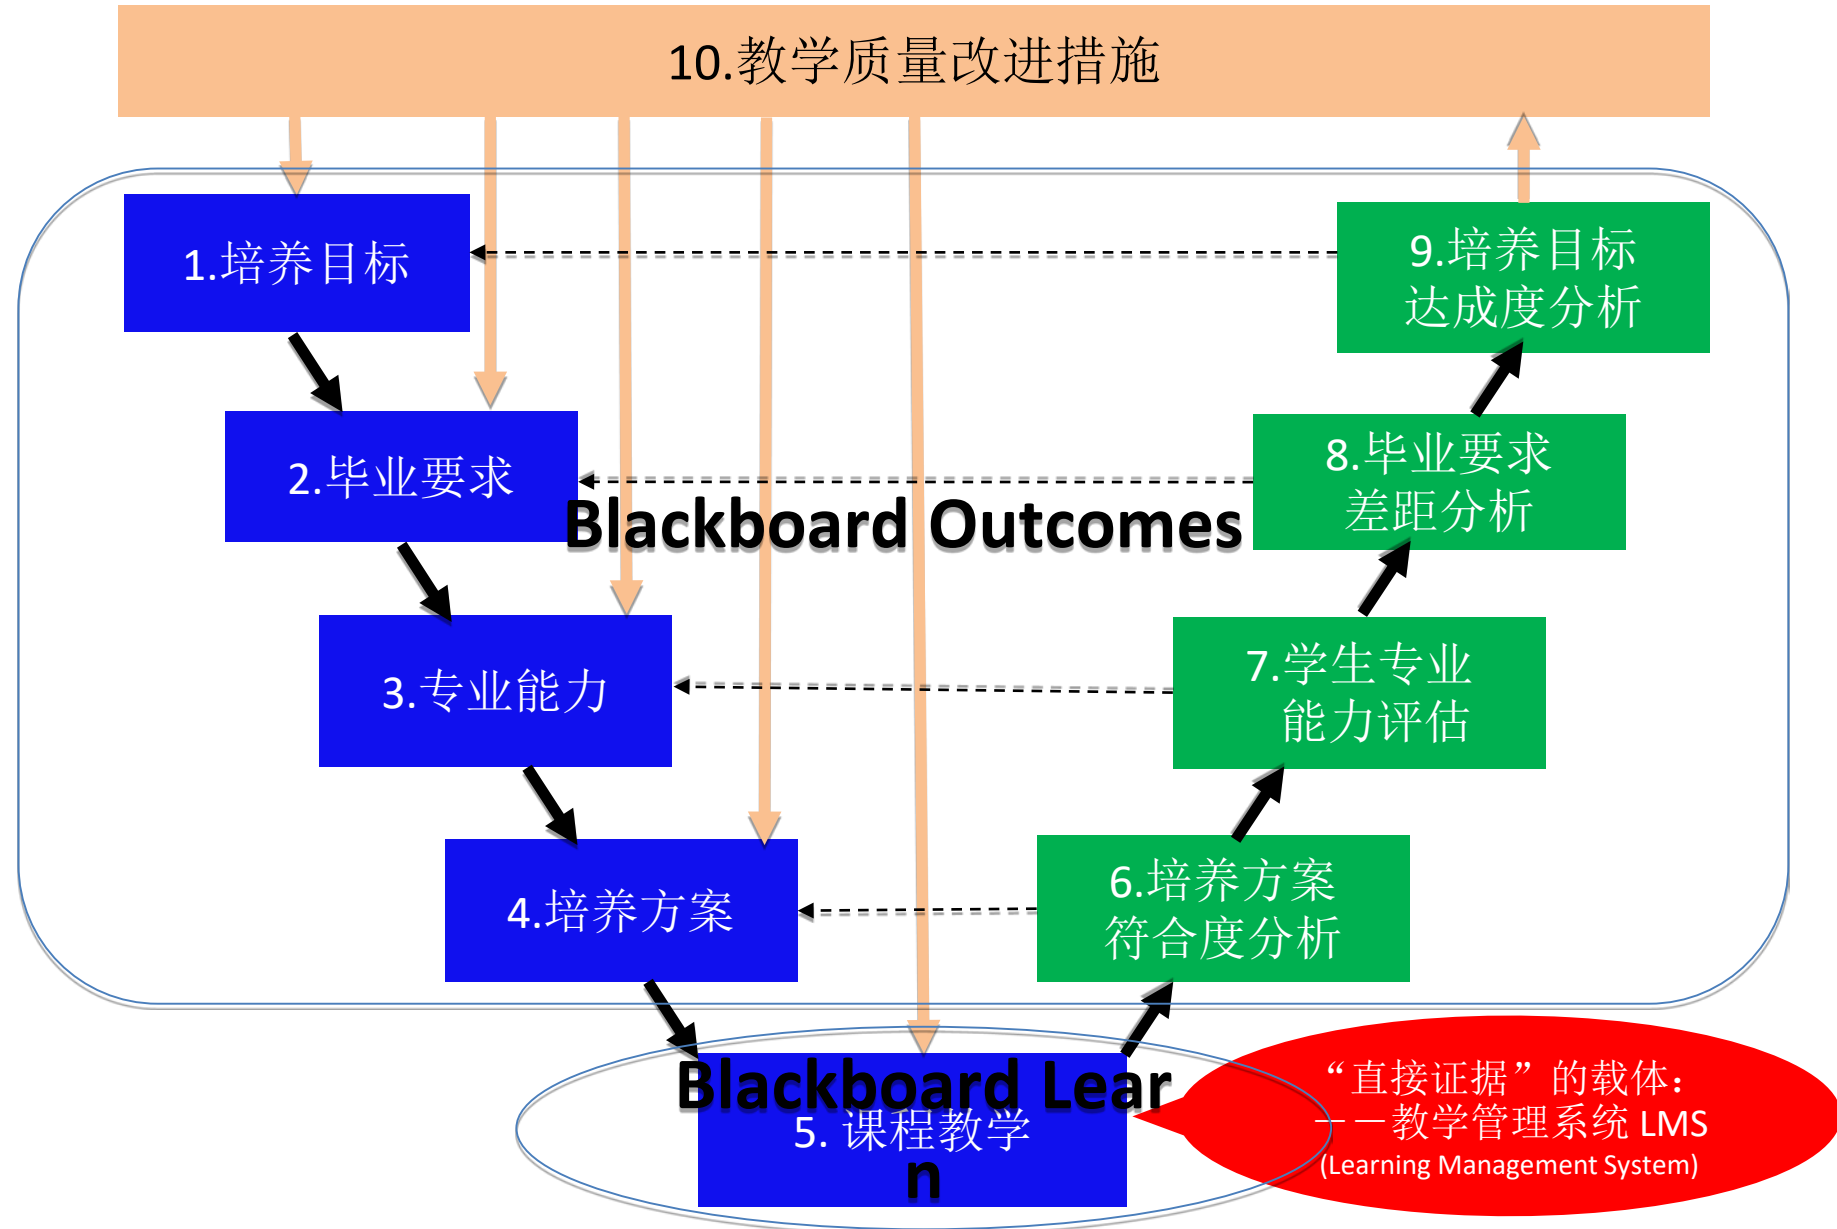 10.教学质量改进措施
1.培养目标
9.培养目标
达成度分析
2.毕业要求
8.毕业要求
差距分析
Blackboard Outcomes
3.专业能力
7.学生专业
能力评估
4.培养方案
6.培养方案
符合度分析
Blackboard Lear
n
5. 课程教学
“直接证据”的载体：
——教学管理系统 LMS
(Learning Management System)